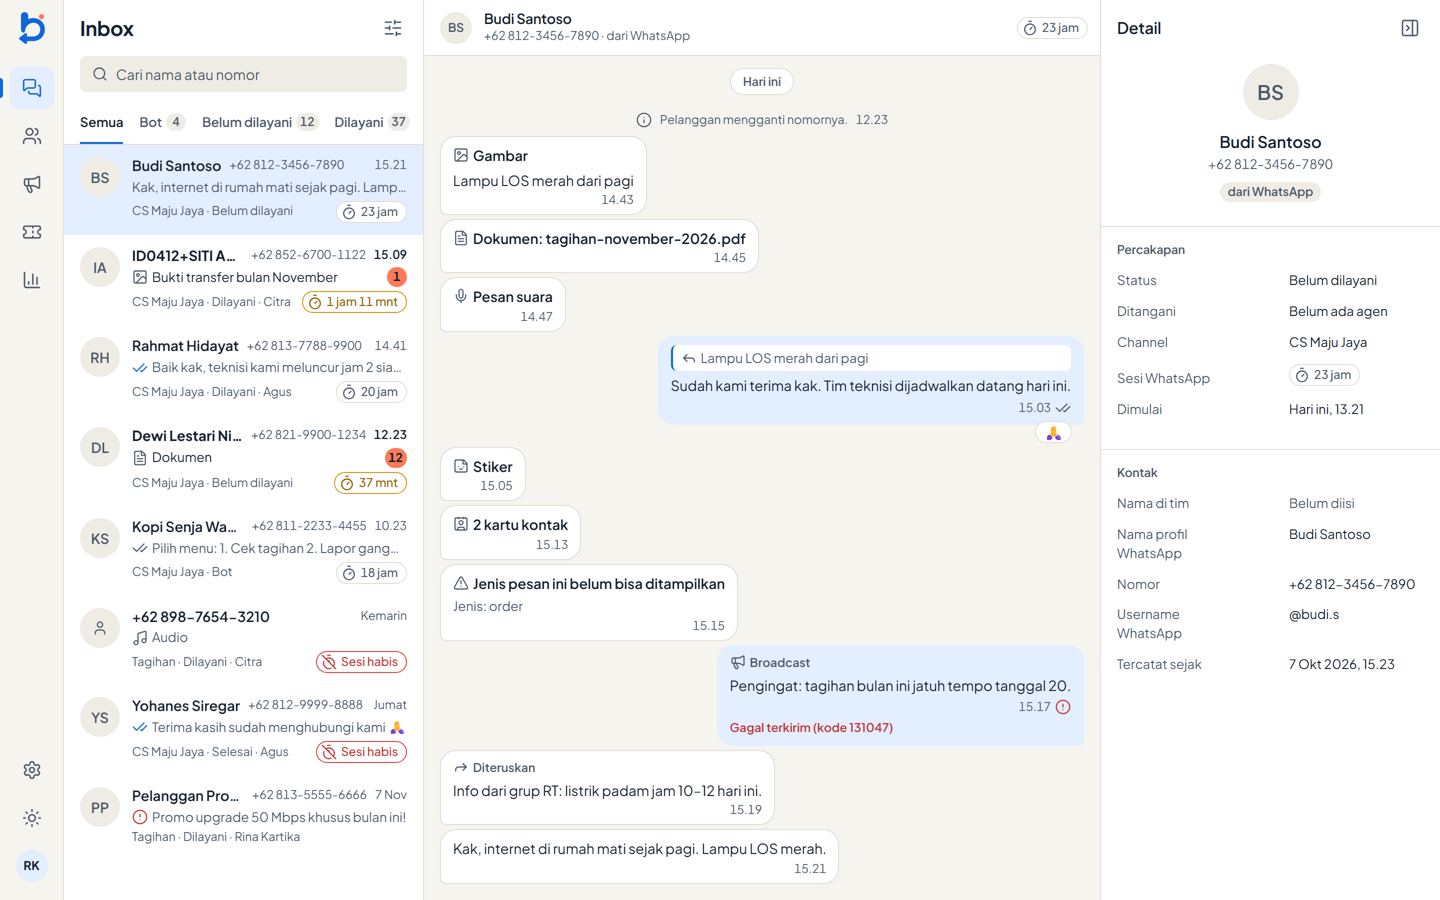 Inbox
Cari nama atau nomor
Semua Bot 4 Belum dilayani 12 Dilayani 37
BS Budi Santoso +62 812-3456-7890 15.21
Kak, internet di rumah mati sejak pagi. Lamp...
CS Maju Jaya · Belum dilayani 23 jam
IA ID0412+SITI A... +62 852-6700-1122 15.09
Bukti transfer bulan November 1
CS Maju Jaya · Dilayani · Citra 1 jam 11 mnt
RH Rahmat Hidayat +62 813-7788-9900 14.41
Baik kak, teknisi kami meluncur jam 2 sia...
CS Maju Jaya · Dilayani · Agus 20 jam
DL Dewi Lestari Ni... +62 821-9900-1234 12.23
Dokumen 12
CS Maju Jaya · Belum dilayani 37 mnt
KS Kopi Senja Wa... +62 811-2233-4455 10.23
Pilih menu: 1. Cek tagihan 2. Lapor gang...
CS Maju Jaya · Bot 18 jam
+62 898-7654-3210 Kemarin
Audio
Tagihan · Dilayani · Citra Sesi habis
YS Yohanes Siregar +62 812-9999-8888 Jumat
Terima kasih sudah menghubungi kami 🙏
CS Maju Jaya · Selesai · Agus Sesi habis
PP Pelanggan Pro... +62 813-5555-6666 7 Nov
Promo upgrade 50 Mbps khusus bulan ini!
Tagihan · Dilayani · Rina Kartika
RK
BS Budi Santoso
+62 812-3456-7890 · dari WhatsApp
23 jam
Hari ini
Pelanggan mengganti nomornya. 12.23
Gambar
Lampu LOS merah dari pagi
14.43
Dokumen: tagihan-november-2026.pdf
14.45
Pesan suara
14.47
Lampu LOS merah dari pagi
Sudah kami terima kak. Tim teknisi dijadwalkan datang hari ini.
15.03
🙏
Stiker
15.05
2 kartu kontak
15.13
Jenis pesan ini belum bisa ditampilkan
Jenis: order
15.15
Broadcast
Pengingat: tagihan bulan ini jatuh tempo tanggal 20.
15.17
Gagal terkirim (kode 131047)
Diteruskan
Info dari grup RT: listrik padam jam 10–12 hari ini.
15.19
Kak, internet di rumah mati sejak pagi. Lampu LOS merah.
15.21
Detail
BS
Budi Santoso
+62 812-3456-7890
dari WhatsApp
Percakapan
Status Belum dilayani
Ditangani Belum ada agen
Channel CS Maju Jaya
Sesi WhatsApp 23 jam
Dimulai Hari ini, 13.21
Kontak
Nama di tim Belum diisi
Nama profil Budi Santoso
WhatsApp
Nomor +62 812-3456-7890
Username @budi.s
WhatsApp
Tercatat sejak 7 Okt 2026, 15.23